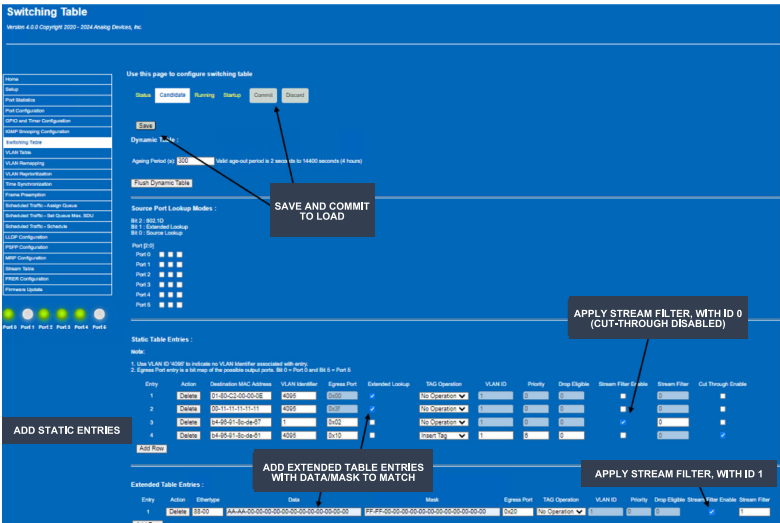 Switching Table
Version 4.0.0 Copyright 2020 - 2024 Analog Devices, Inc.
Home
Setup
Port Statistics
Port Configuration
GPIO and Timer Configuration
IGMP Snooping Configuration
Switching Table
VLAN Table
VLAN Remapping
VLAN Reprioritization
Time Synchronization
Frame Preemption
Scheduled Traffic - Assign Queue
Scheduled Traffic - Set Queue Max. SDU
Scheduled Traffic - Schedule
LLDP Configuration
PSFP Configuration
MRP Configuration
Stream Table
FRER Configuration
Firmware Update
Port 0 Port 1 Port 2 Port 3 Port 4 Port 5
Use this page to configure switching table
Status Candidate Running Startup Commit Discard
Save
Dynamic Table :
Ageing Period (s): 300 Valid age-out period is 2 seconds to 14400 seconds (4 hours)
Flush Dynamic Table
SAVE AND COMMIT
TO LOAD
Source Port Lookup Modes :
Bit 2 : 802.1D
Bit 1 : Extended Lookup
Bit 0 : Source Lookup
Port [2:0]
Port 0
Port 1
Port 2
Port 3
Port 4
Port 5
APPLY STREAM FILTER, WITH ID 0
(CUT-THROUGH DISABLED)
Static Table Entries :
Note:
1. Use VLAN ID '4095' to indicate no VLAN Identifier associated with entry.
2. Egress Port entry is a bit map of the possible output ports. Bit 0 = Port 0 and Bit 5 = Port 5
Entry Action Destination MAC Address VLAN Identifier Egress Port Extended Lookup TAG Operation VLAN ID Priority Drop Eligible Stream Filter Enable Stream Filter Cut Through Enable
1 Delete 01-80-C2-00-00-0E 4095 0x00 No Operation 1 0 0 0
2 Delete 00-11-11-11-11-11 4095 0x3f No Operation 1 0 0 0
3 Delete b4-96-91-8c-de-67 1 0x02 No Operation 1 0 0 0
4 Delete b4-96-91-8c-de-61 4095 0x10 Insert Tag 1 6 0 0
Add Row
ADD STATIC ENTRIES
ADD EXTENDED TABLE ENTRIES
WITH DATA/MASK TO MATCH
APPLY STREAM FILTER, WITH ID 1
Extended Table Entries :
Entry Action Ethertype Data Mask Egress Port TAG Operation VLAN ID Priority Drop Eligible Stream Filter Enable Stream Filter
1 Delete 88-00 AA-AA-00-00-00-00-00-00-00-00-00-00-00-00 FF-FF-00-00-00-00-00-00-00-00-00-00-00-00 0x20 No Operation 1 0 0 1